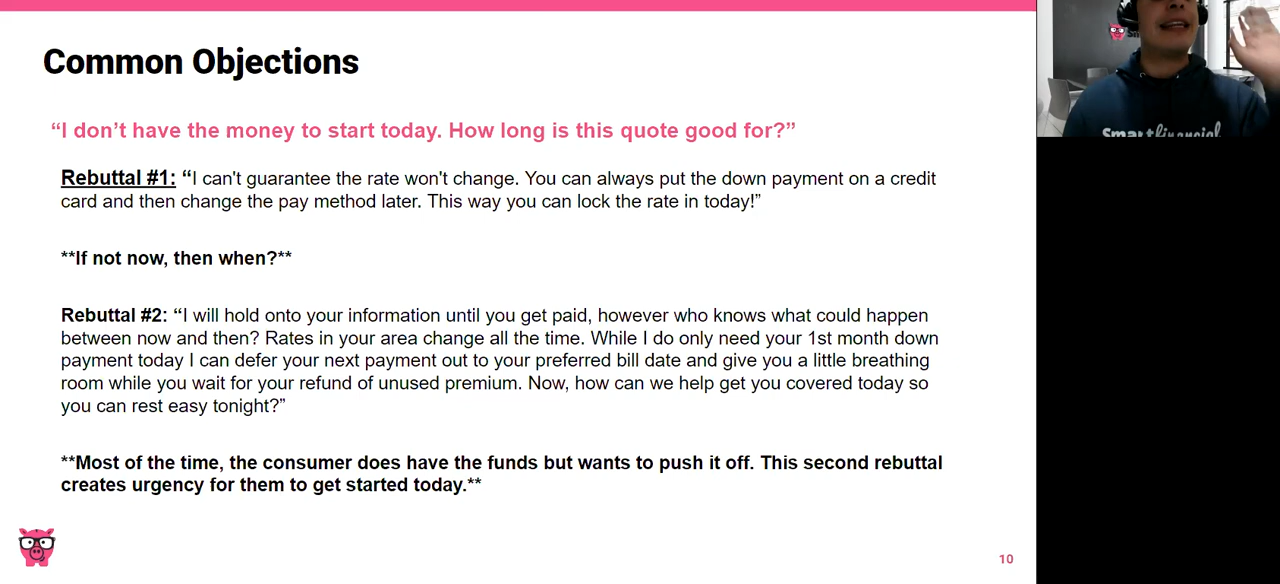 Common Objections
“I don’t have the money to start today. How long is this quote good for?”
Rebuttal #1: “I can't guarantee the rate won't change. You can always put the down payment on a credit
card and then change the pay method later. This way you can lock the rate in today!”
**If not now, then when?**
Rebuttal #2: “I will hold onto your information until you get paid, however who knows what could happen
between now and then? Rates in your area change all the time. While I do only need your 1st month down
payment today I can defer your next payment out to your preferred bill date and give you a little breathing
room while you wait for your refund of unused premium. Now, how can we help get you covered today so
you can rest easy tonight?”
**Most of the time, the consumer does have the funds but wants to push it off. This second rebuttal
creates urgency for them to get started today.**
10
Smartfinancial